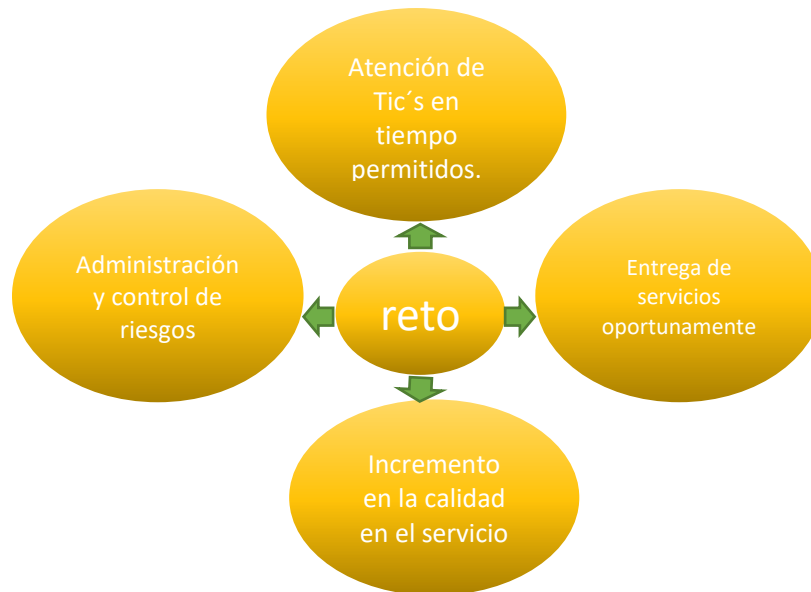 Atención de
Tic´s en
tiempo
permitidos.
Administración
y control de
riesgos
reto
Entrega de
servicios
oportunamente
Incremento
en la calidad
en el servicio